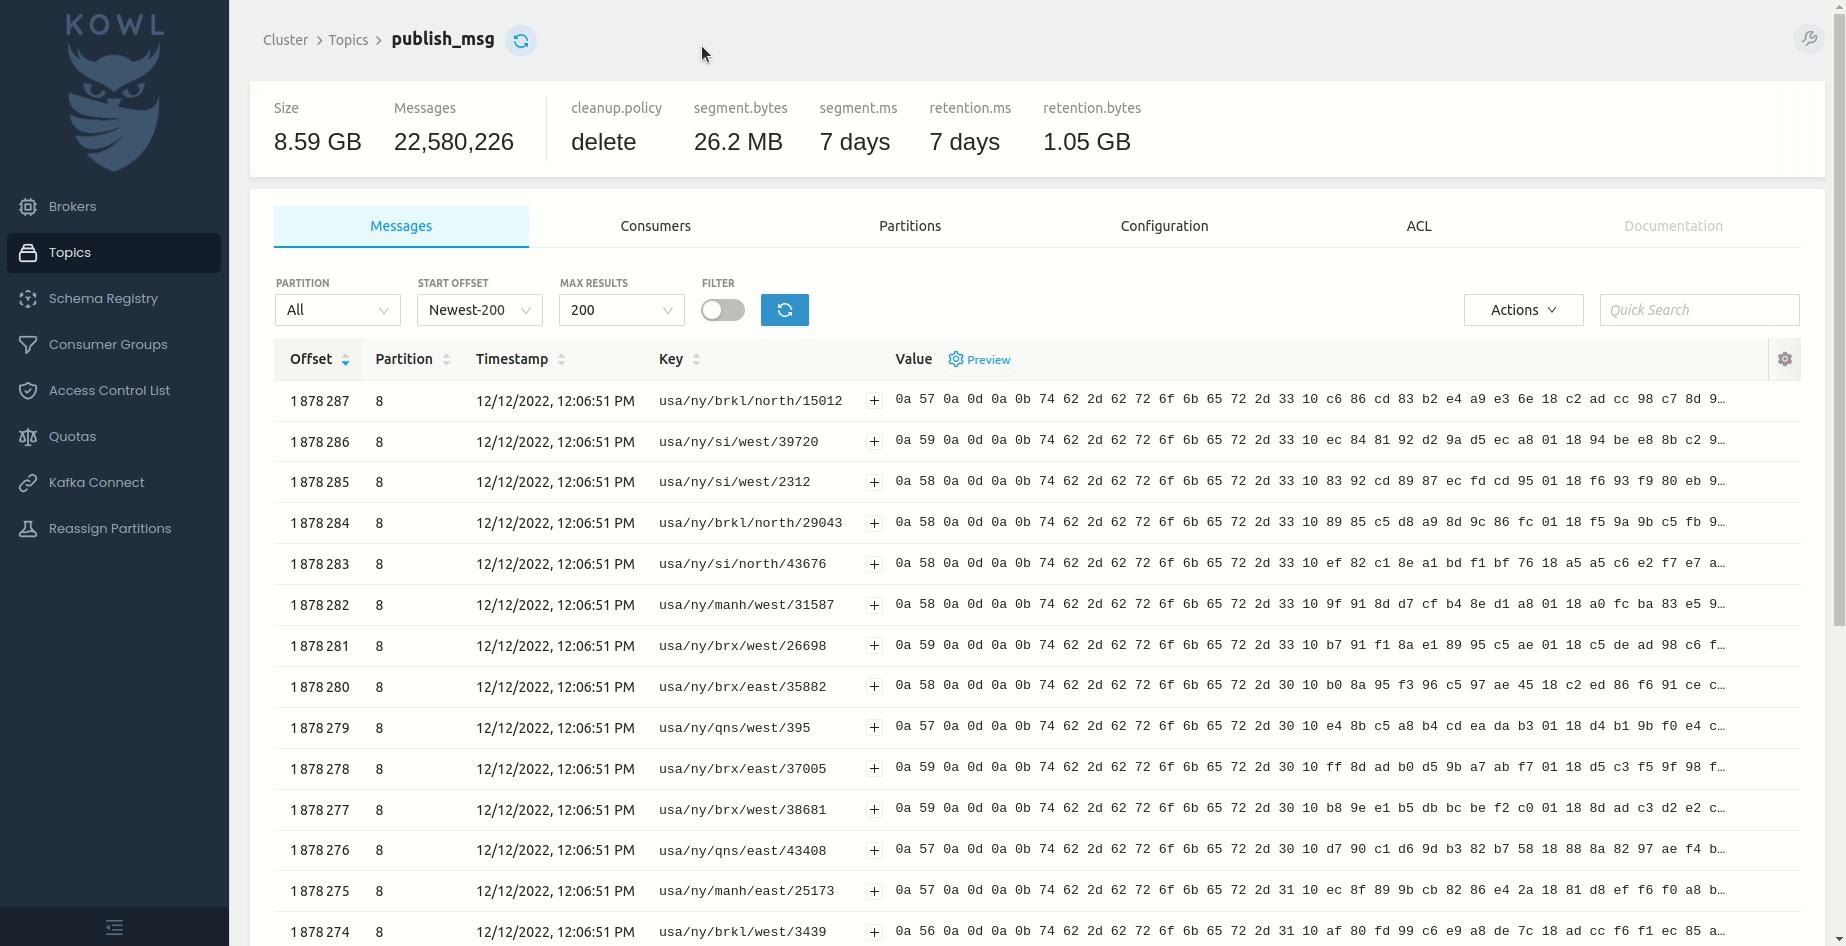 KOWL
Brokers
Topics
Schema Registry
Consumer Groups
Access Control List
Quotas
Kafka Connect
Reassign Partitions
Cluster > Topics > publish_msg
Size Messages cleanup.policy segment.bytes segment.ms retention.ms retention.bytes
8.59 GB 22,580,226 delete 26.2 MB 7 days 7 days 1.05 GB
Messages Consumers Partitions Configuration ACL Documentation
PARTITION START OFFSET MAX RESULTS FILTER
All Newest-200 200 Actions Quick Search
Offset Partition Timestamp Key Value Preview
1 878 287 8 12/12/2022, 12:06:51 PM usa/ny/brkl/north/15012 + 0a 57 0a 0d 0a 0b 74 62 2d 62 72 6f 6b 65 72 2d 33 10 c6 86 cd 83 b2 e4 a9 e3 6e 18 c2 ad cc 98 c7 8d 9…
1 878 286 8 12/12/2022, 12:06:51 PM usa/ny/si/west/39720 + 0a 59 0a 0d 0a 0b 74 62 2d 62 72 6f 6b 65 72 2d 33 10 ec 84 81 92 d2 9a d5 ec a8 01 18 94 be e8 8b c2 9…
1 878 285 8 12/12/2022, 12:06:51 PM usa/ny/si/west/2312 + 0a 58 0a 0d 0a 0b 74 62 2d 62 72 6f 6b 65 72 2d 33 10 83 92 cd 89 87 ec fd cd 95 01 18 f6 93 f9 80 eb 9…
1 878 284 8 12/12/2022, 12:06:51 PM usa/ny/brkl/north/29043 + 0a 58 0a 0d 0a 0b 74 62 2d 62 72 6f 6b 65 72 2d 33 10 89 85 c5 d8 a9 8d 9c 86 fc 01 18 f5 9a 9b c5 fb 9…
1 878 283 8 12/12/2022, 12:06:51 PM usa/ny/si/north/43676 + 0a 58 0a 0d 0a 0b 74 62 2d 62 72 6f 6b 65 72 2d 33 10 ef 82 c1 8e a1 bd f1 bf 76 18 a5 a5 c6 e2 f7 e7 a…
1 878 282 8 12/12/2022, 12:06:51 PM usa/ny/manh/west/31587 + 0a 58 0a 0d 0a 0b 74 62 2d 62 72 6f 6b 65 72 2d 33 10 9f 91 8d d7 cf b4 8e d1 a8 01 18 a0 fc ba 83 e5 9…
1 878 281 8 12/12/2022, 12:06:51 PM usa/ny/brx/west/26698 + 0a 59 0a 0d 0a 0b 74 62 2d 62 72 6f 6b 65 72 2d 33 10 b7 91 f1 8a e1 89 95 c5 ae 01 18 c5 de ad 98 c6 f…
1 878 280 8 12/12/2022, 12:06:51 PM usa/ny/brx/east/35882 + 0a 58 0a 0d 0a 0b 74 62 2d 62 72 6f 6b 65 72 2d 30 10 b0 8a 95 f3 96 c5 97 ae 45 18 c2 ed 86 f6 91 ce c…
1 878 279 8 12/12/2022, 12:06:51 PM usa/ny/qns/west/395 + 0a 57 0a 0d 0a 0b 74 62 2d 62 72 6f 6b 65 72 2d 30 10 e4 8b c5 a8 b4 cd ea da b3 01 18 d4 b1 9b f0 e4 c…
1 878 278 8 12/12/2022, 12:06:51 PM usa/ny/brx/east/37005 + 0a 59 0a 0d 0a 0b 74 62 2d 62 72 6f 6b 65 72 2d 30 10 ff 8d ad b0 d5 9b a7 ab f7 01 18 d5 c3 f5 9f 98 f…
1 878 277 8 12/12/2022, 12:06:51 PM usa/ny/brx/west/38681 + 0a 59 0a 0d 0a 0b 74 62 2d 62 72 6f 6b 65 72 2d 30 10 b8 9e e1 b5 db bc be f2 c0 01 18 8d ad c3 d2 e2 c…
1 878 276 8 12/12/2022, 12:06:51 PM usa/ny/qns/east/43408 + 0a 57 0a 0d 0a 0b 74 62 2d 62 72 6f 6b 65 72 2d 30 10 d7 90 c1 d6 9d b3 82 b7 58 18 88 8a 82 97 ae f4 b…
1 878 275 8 12/12/2022, 12:06:51 PM usa/ny/manh/east/25173 + 0a 57 0a 0d 0a 0b 74 62 2d 62 72 6f 6b 65 72 2d 31 10 ec 8f 89 9b cb 82 86 e4 2a 18 81 d8 ef f6 f0 a8 b…
1 878 274 8 12/12/2022, 12:06:51 PM usa/ny/brkl/west/3439 + 0a 56 0a 0d 0a 0b 74 62 2d 62 72 6f 6b 65 72 2d 31 10 af 80 fd 99 c6 e9 a8 de 7c 18 ad cc f6 f1 ec 85 a…